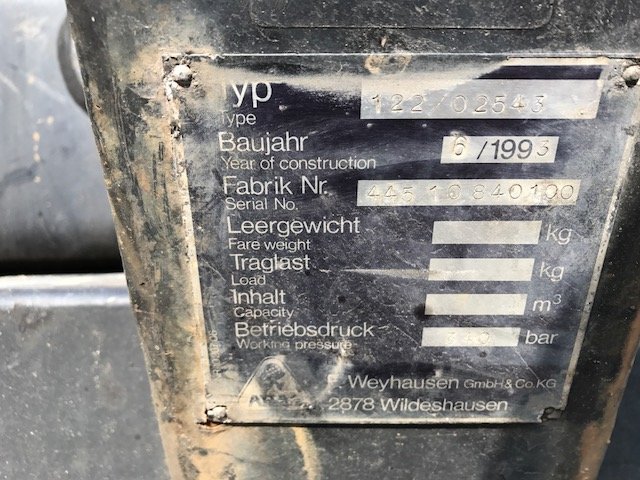 Typ 122/02543
Type
Baujahr 6/1993
Year of construction
Fabrik Nr. 445 10 840100
Serial No.
Leergewicht kg
Fare weight
Traglast kg
Load
Inhalt m³
Capacity
Betriebsdruck 340 bar
Working pressure
F. Weyhausen GmbH & Co. KG
2878 Wildeshausen